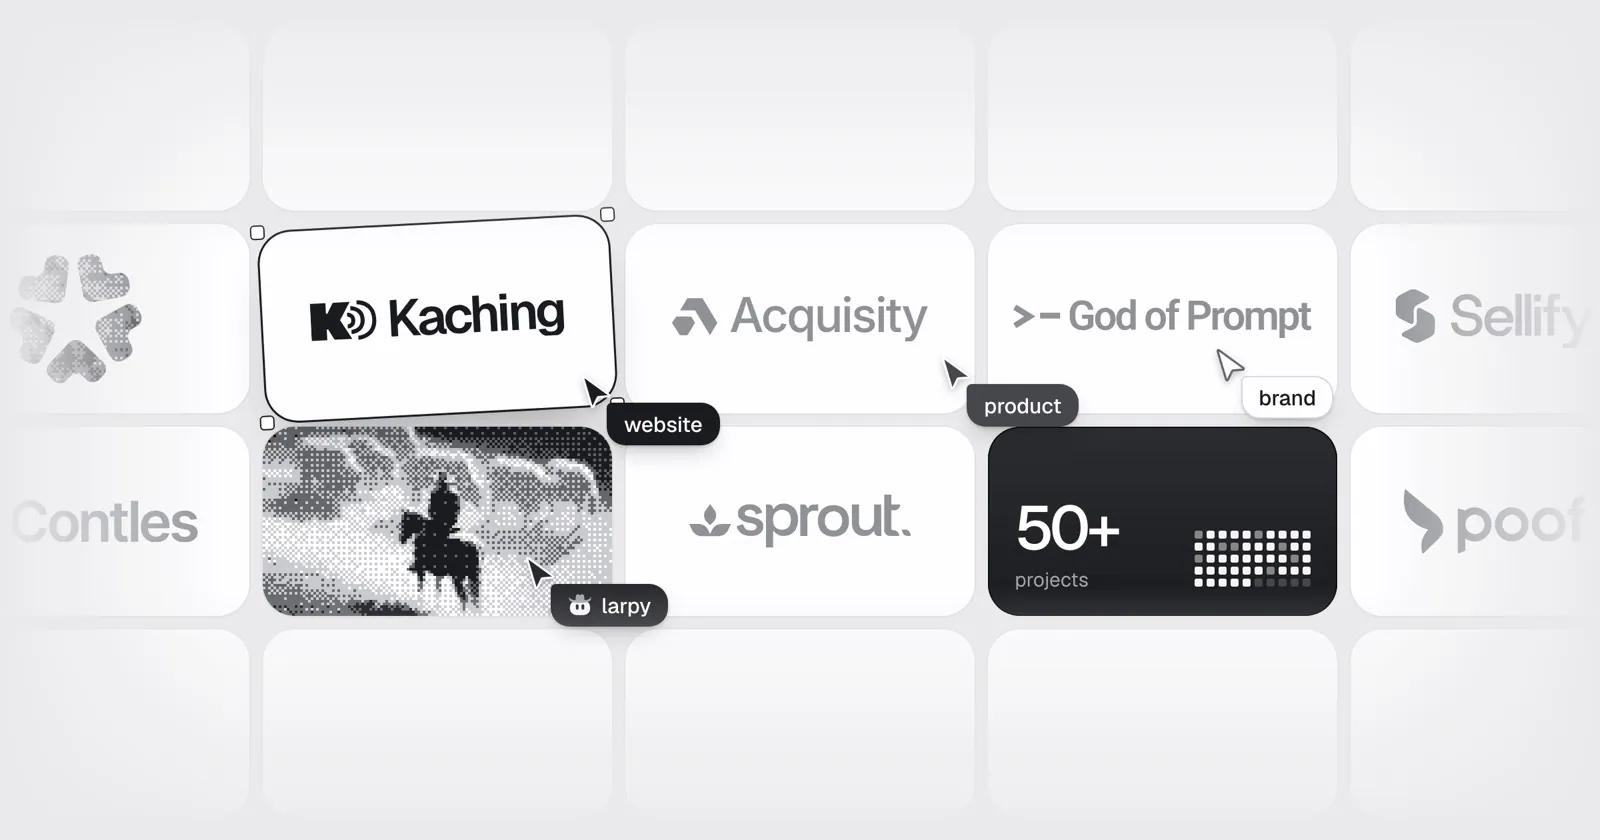 Kaching
Acquisity
God of Prompt
Sellify
website
product
brand
Contles
sprout.
50+
projects
poof
larpy